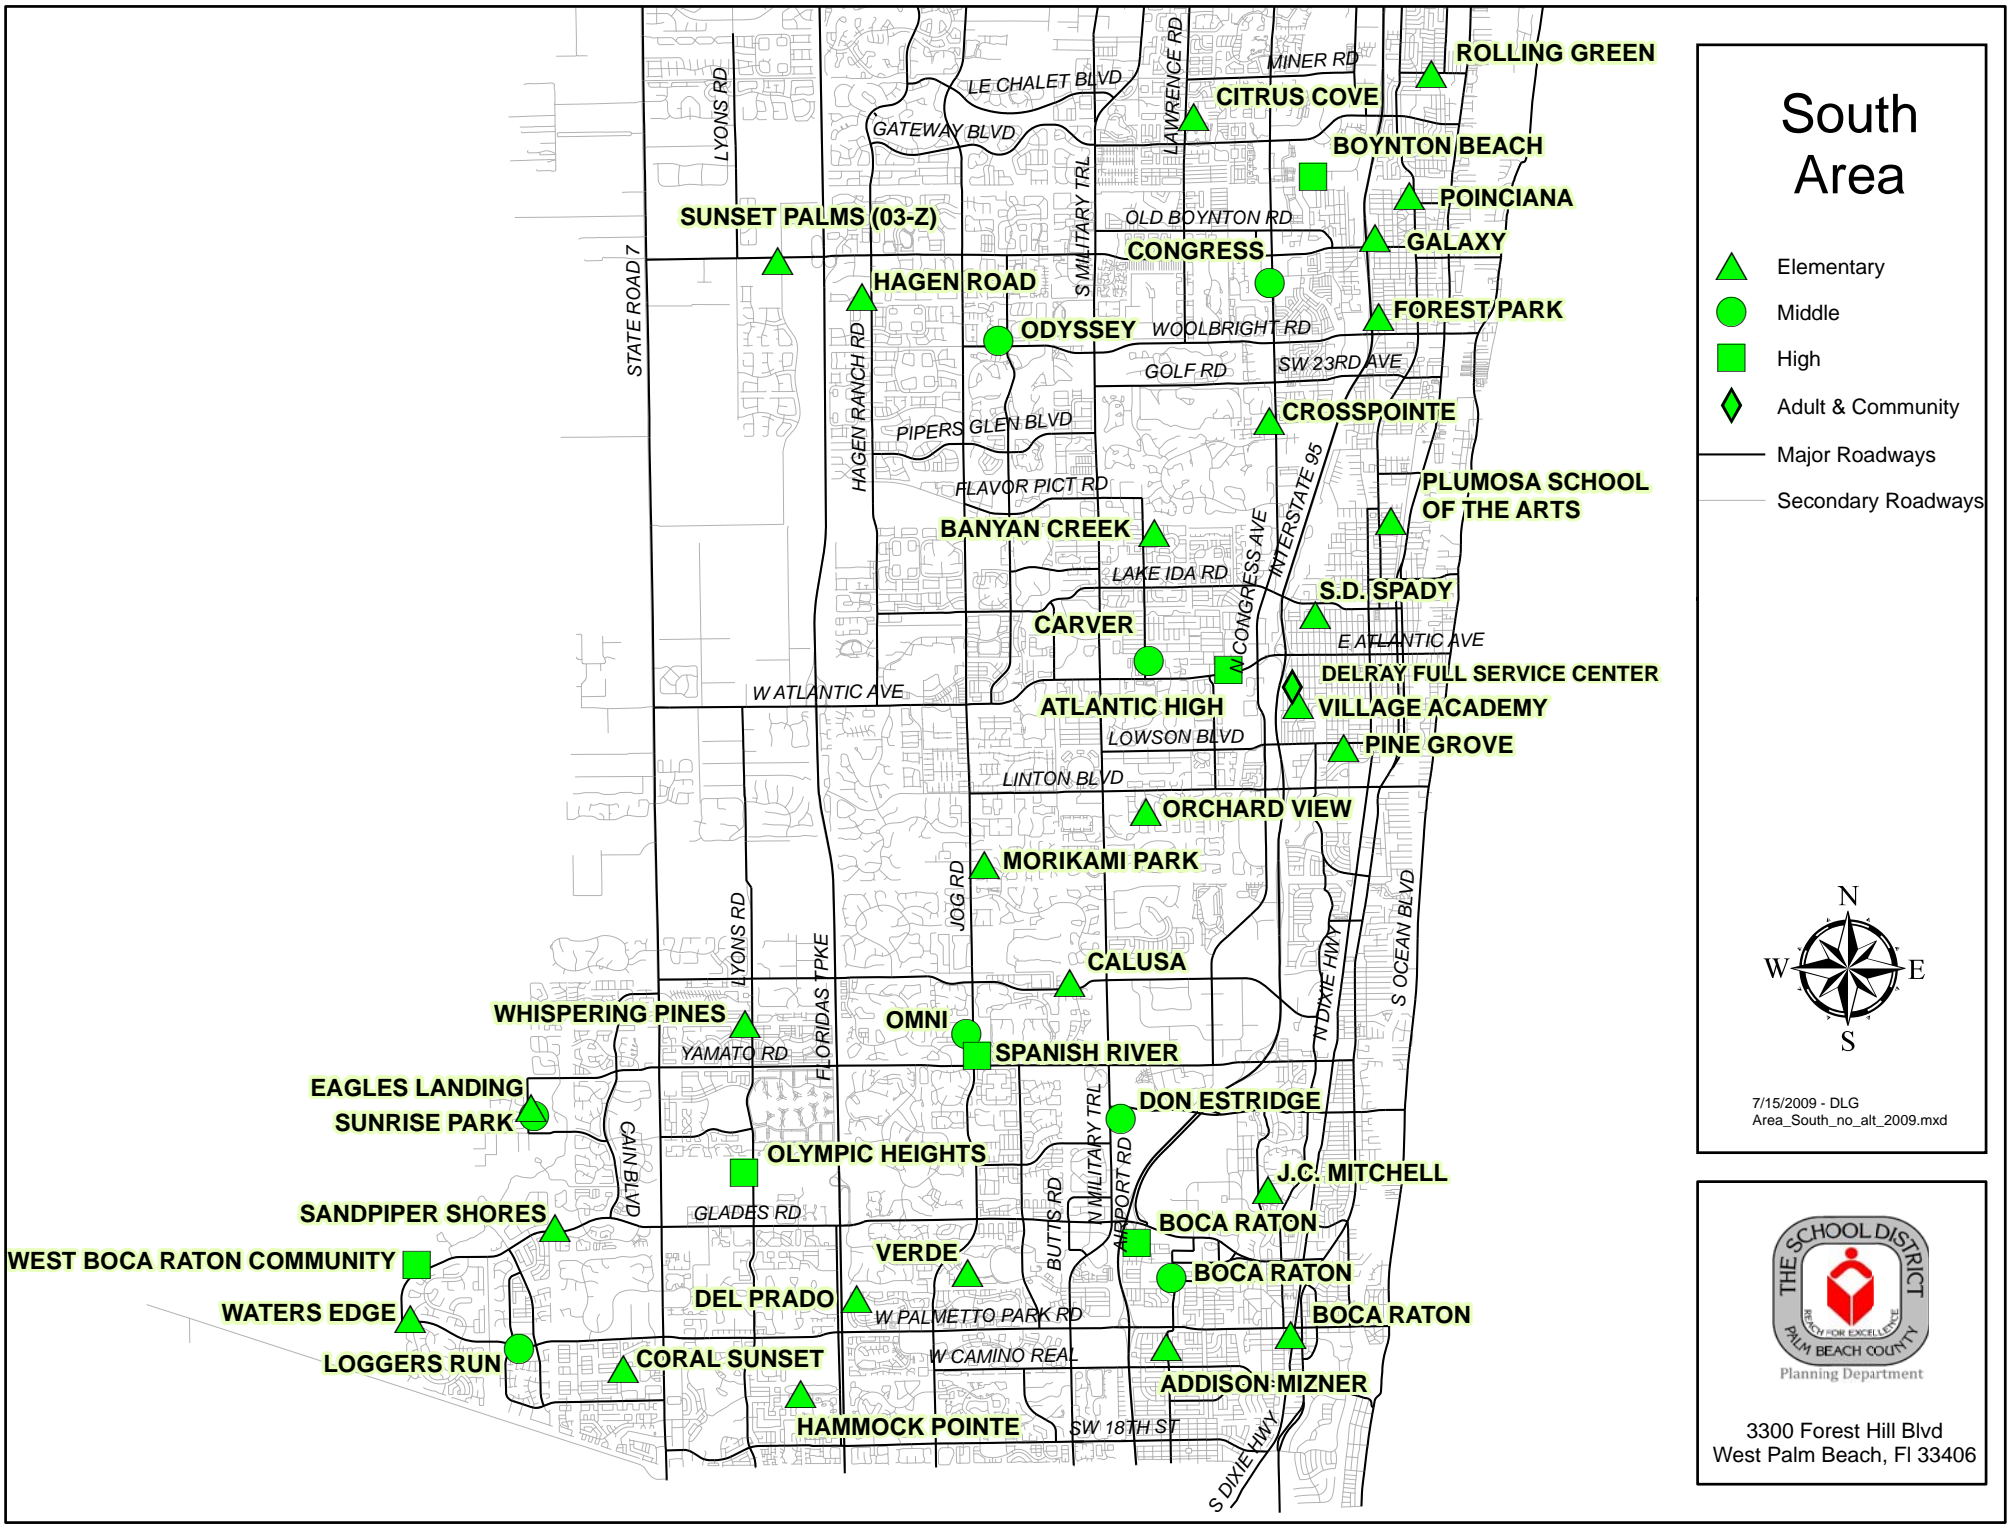 ROLLING GREEN
MINER RD
LAWRENCE RD
LE CHALET BLVD
LYONS RD
CITRUS COVE
GATEWAY BLVD
BOYNTON BEACH
S MILITARY TRL
POINCIANA
SUNSET PALMS (03-Z)
OLD BOYNTON RD
GALAXY
CONGRESS
STATE ROAD 7
HAGEN ROAD
FOREST PARK
ODYSSEY
WOOLBRIGHT RD
HAGEN RANCH RD
GOLF RD
SW 23RD AVE
CROSSPOINTE
PIPERS GLEN BLVD
INTERSTATE 95
FLAVOR PICT RD
PLUMOSA SCHOOL
OF THE ARTS
BANYAN CREEK
N CONGRESS AVE
LAKE IDA RD
S.D. SPADY
CARVER
E ATLANTIC AVE
DELRAY FULL SERVICE CENTER
W ATLANTIC AVE
ATLANTIC HIGH
VILLAGE ACADEMY
LOWSON BLVD
PINE GROVE
LINTON BLVD
ORCHARD VIEW
MORIKAMI PARK
JOG RD
LYONS RD
FLORIDAS TPKE
S OCEAN BLVD
N DIXIE HWY
CALUSA
WHISPERING PINES
OMNI
YAMATO RD
SPANISH RIVER
EAGLES LANDING
SUNRISE PARK
N MILITARY TRL
DON ESTRIDGE
CAIN BLVD
AIRPORT RD
OLYMPIC HEIGHTS
J.C. MITCHELL
BUTTS RD
SANDPIPER SHORES
GLADES RD
BOCA RATON
WEST BOCA RATON COMMUNITY
VERDE
BOCA RATON
DEL PRADO
WATERS EDGE
W PALMETTO PARK RD
BOCA RATON
LOGGERS RUN
CORAL SUNSET
W CAMINO REAL
ADDISON MIZNER
HAMMOCK POINTE
SW 18TH ST
S DIXIE HWY
South
Area
Elementary
Middle
High
Adult & Community
Major Roadways
Secondary Roadways
N
W
E
S
7/15/2009 - DLG
Area_South_no_alt_2009.mxd
THE SCHOOL DISTRICT
REACH FOR EXCELLENCE
PALM BEACH COUNTY
Planning Department
3300 Forest Hill Blvd
West Palm Beach, Fl 33406